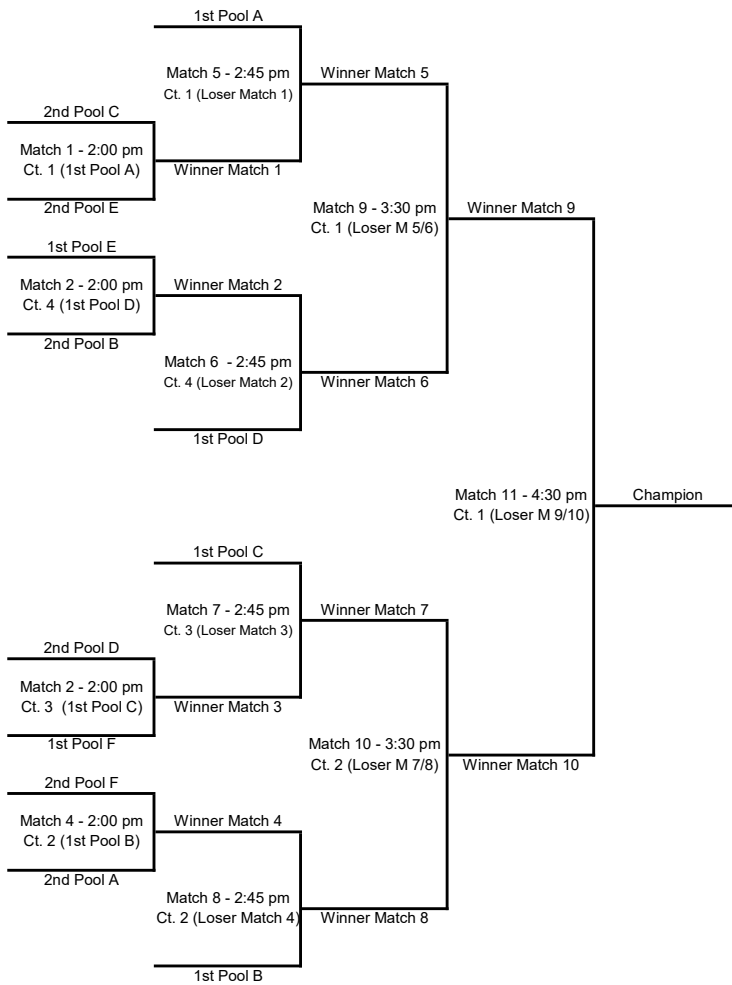 1st Pool A
Match 5 - 2:45 pm
Ct. 1 (Loser Match 1)
Winner Match 5
2nd Pool C
Match 1 - 2:00 pm
Ct. 1 (1st Pool A)
Winner Match 1
2nd Pool E
Match 9 - 3:30 pm
Ct. 1 (Loser M 5/6)
Winner Match 9
1st Pool E
Match 2 - 2:00 pm
Ct. 4 (1st Pool D)
Winner Match 2
2nd Pool B
Match 6  - 2:45 pm
Ct. 4 (Loser Match 2)
Winner Match 6
1st Pool D
Match 11 - 4:30 pm
Ct. 1 (Loser M 9/10)
Champion
1st Pool C
Match 7 - 2:45 pm
Ct. 3 (Loser Match 3)
Winner Match 7
2nd Pool D
Match 2 - 2:00 pm
Ct. 3  (1st Pool C)
Winner Match 3
1st Pool F
Match 10 - 3:30 pm
Ct. 2 (Loser M 7/8)
Winner Match 10
2nd Pool F
Match 4 - 2:00 pm
Ct. 2 (1st Pool B)
Winner Match 4
2nd Pool A
Match 8 - 2:45 pm
Ct. 2 (Loser Match 4)
Winner Match 8
1st Pool B